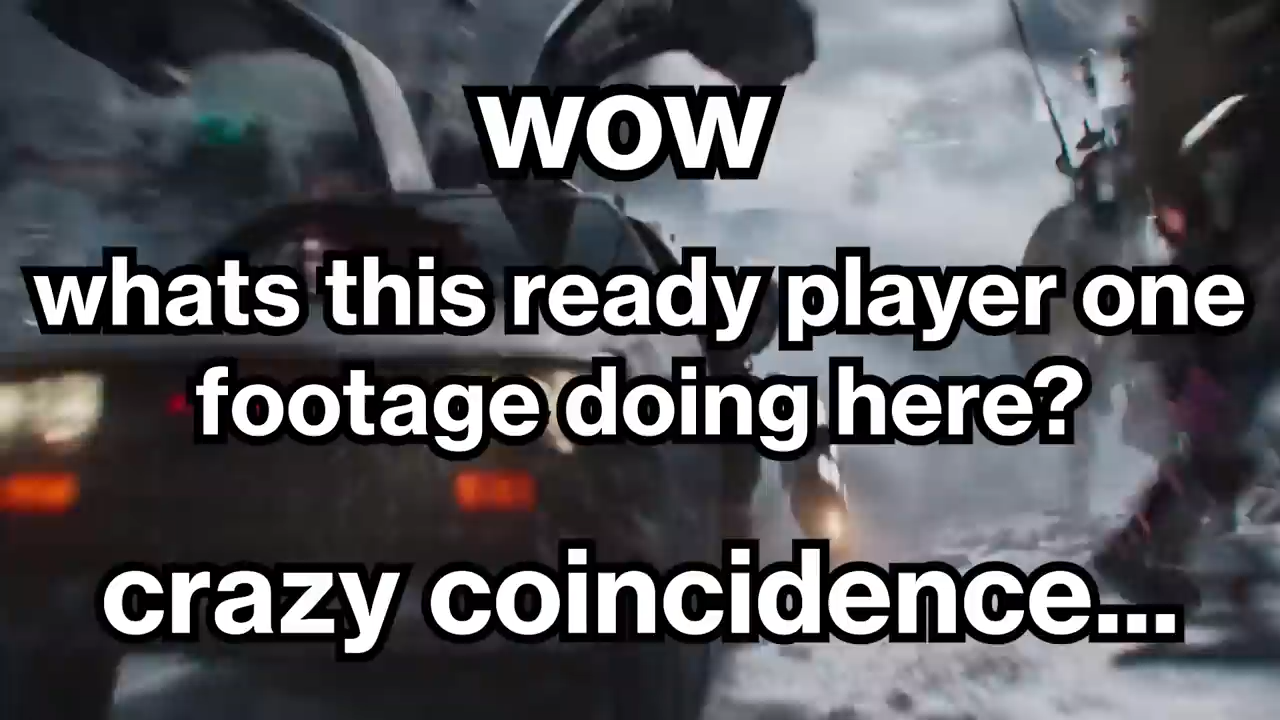 wow
whats this ready player one
footage doing here?
crazy coincidence...